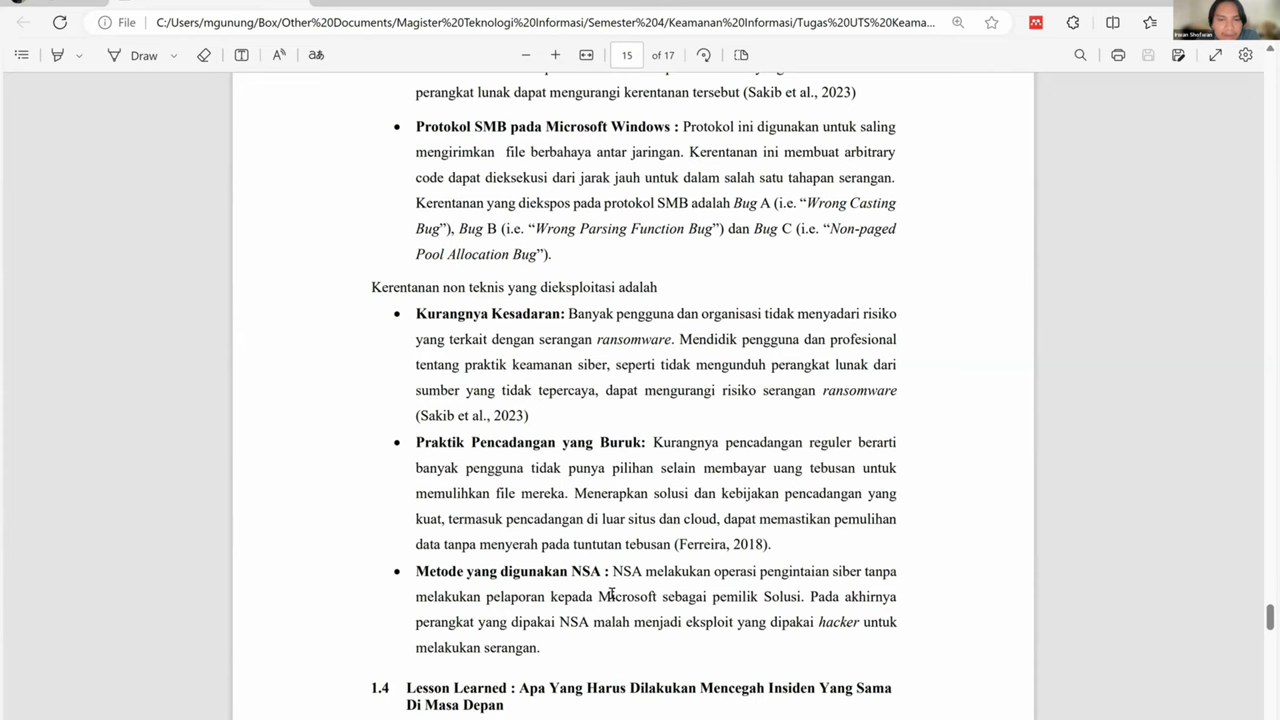 File
C:/Users/mgunung/Box/Other%20Documents/Magister%20Teknologi%20Informasi/Semester%204/Keamanan%20Informasi/Tugas%20UTS%20Keama...
Irwan Shofwan
Draw
15 of 17
perangkat lunak dapat mengurangi kerentanan tersebut (Sakib et al., 2023)
• Protokol SMB pada Microsoft Windows : Protokol ini digunakan untuk saling
mengirimkan file berbahaya antar jaringan. Kerentanan ini membuat arbitrary
code dapat dieksekusi dari jarak jauh untuk dalam salah satu tahapan serangan.
Kerentanan yang diekspos pada protokol SMB adalah Bug A (i.e. “Wrong Casting
Bug”), Bug B (i.e. “Wrong Parsing Function Bug”) dan Bug C (i.e. “Non-paged
Pool Allocation Bug”).
Kerentanan non teknis yang dieksploitasi adalah
• Kurangnya Kesadaran: Banyak pengguna dan organisasi tidak menyadari risiko
yang terkait dengan serangan ransomware. Mendidik pengguna dan profesional
tentang praktik keamanan siber, seperti tidak mengunduh perangkat lunak dari
sumber yang tidak tepercaya, dapat mengurangi risiko serangan ransomware
(Sakib et al., 2023)
• Praktik Pencadangan yang Buruk: Kurangnya pencadangan reguler berarti
banyak pengguna tidak punya pilihan selain membayar uang tebusan untuk
memulihkan file mereka. Menerapkan solusi dan kebijakan pencadangan yang
kuat, termasuk pencadangan di luar situs dan cloud, dapat memastikan pemulihan
data tanpa menyerah pada tuntutan tebusan (Ferreira, 2018).
• Metode yang digunakan NSA : NSA melakukan operasi pengintaian siber tanpa
melakukan pelaporan kepada Microsoft sebagai pemilik Solusi. Pada akhirnya
perangkat yang dipakai NSA malah menjadi eksploit yang dipakai hacker untuk
melakukan serangan.
1.4 Lesson Learned : Apa Yang Harus Dilakukan Mencegah Insiden Yang Sama
Di Masa Depan